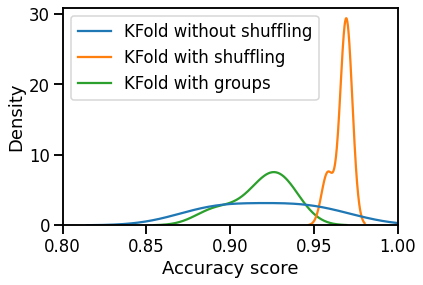 KFold without shuffling
KFold with shuffling
KFold with groups
Density
30
20
10
0
0.80 0.85 0.90 0.95 1.00
Accuracy score